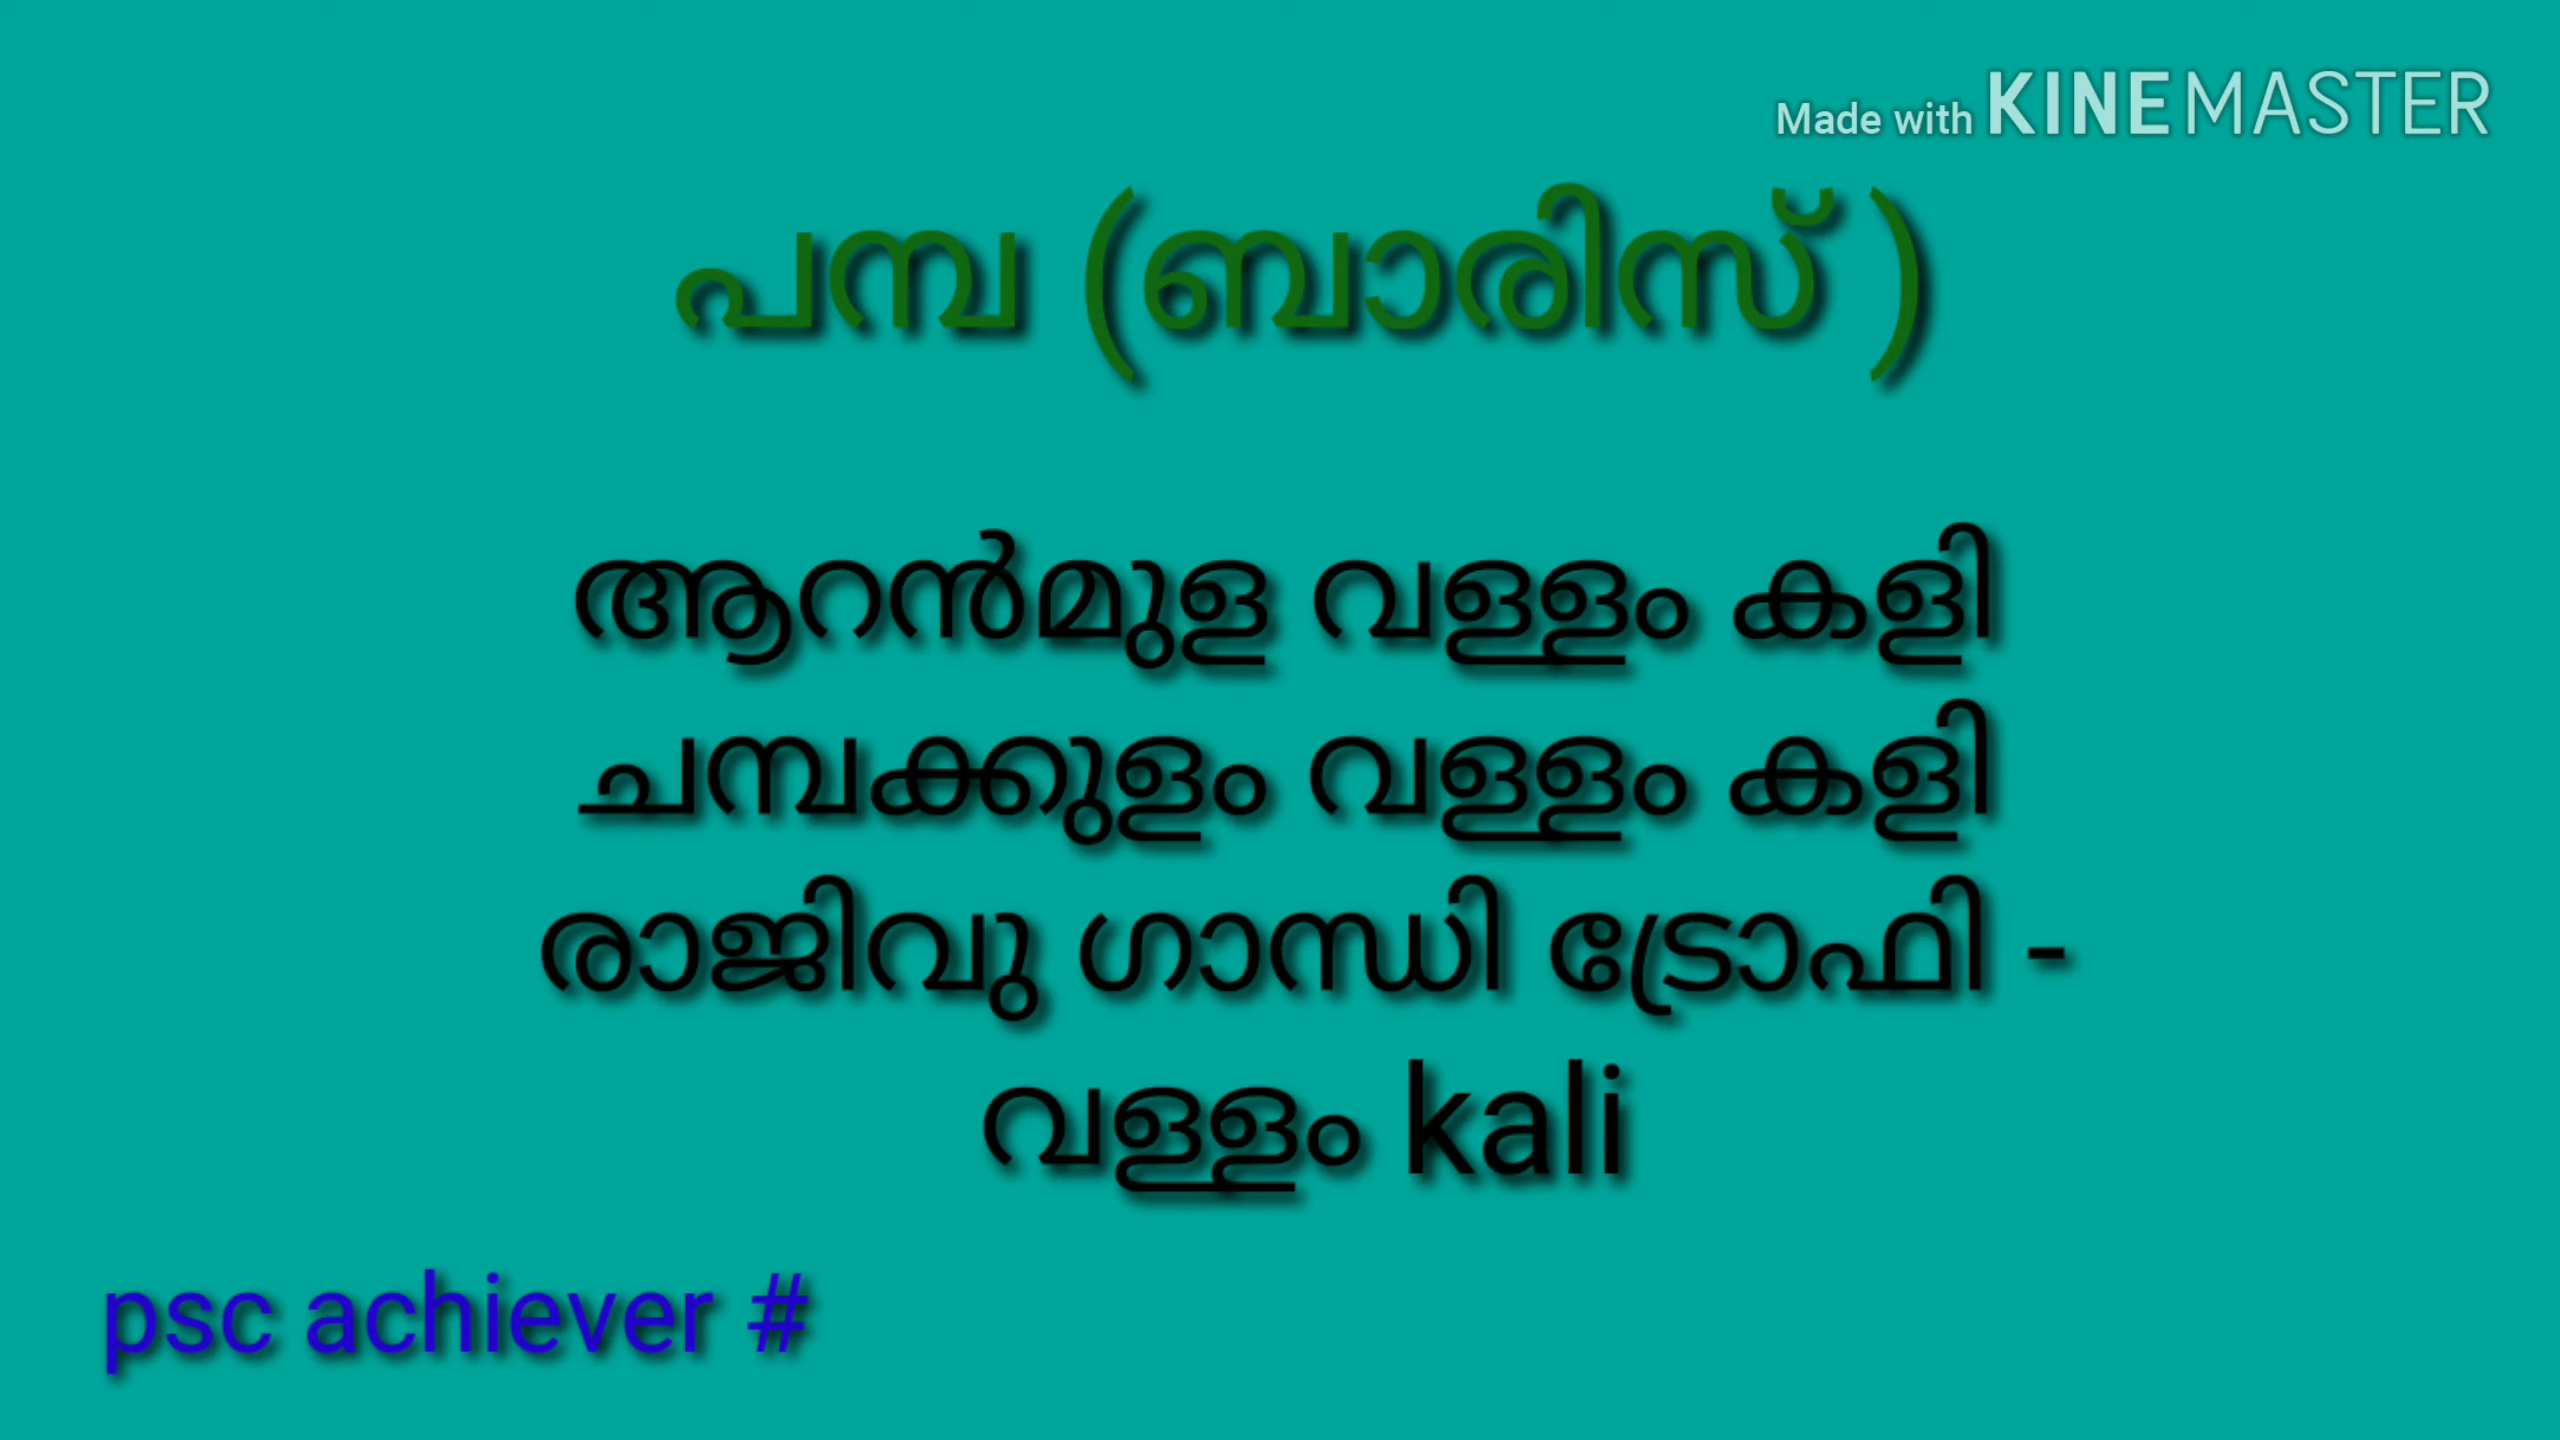 Made with KINEMASTER
പമ്പ (ബാരിസ് )
ആറൻമുള വള്ളം കളി
ചമ്പക്കുളം വള്ളം കളി
രാജിവു ഗാന്ധി ട്രോഫി -
വള്ളം kali
psc achiever #